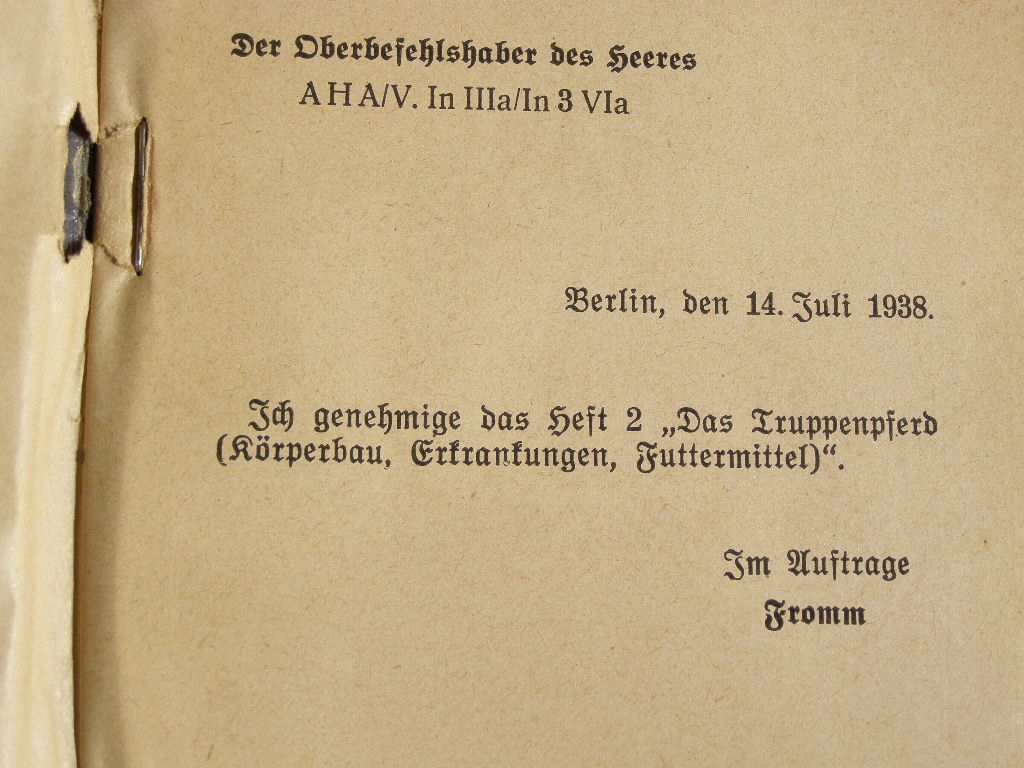 Der Oberbefehlshaber des Heeres
A H A/V. In IIIa/In 3 VIa
Berlin, den 14. Juli 1938.
Ich genehmige das Heft 2 „Das Truppenpferd
(Körperbau, Erkrankungen, Futtermittel)“.
Im Auftrage
Fromm